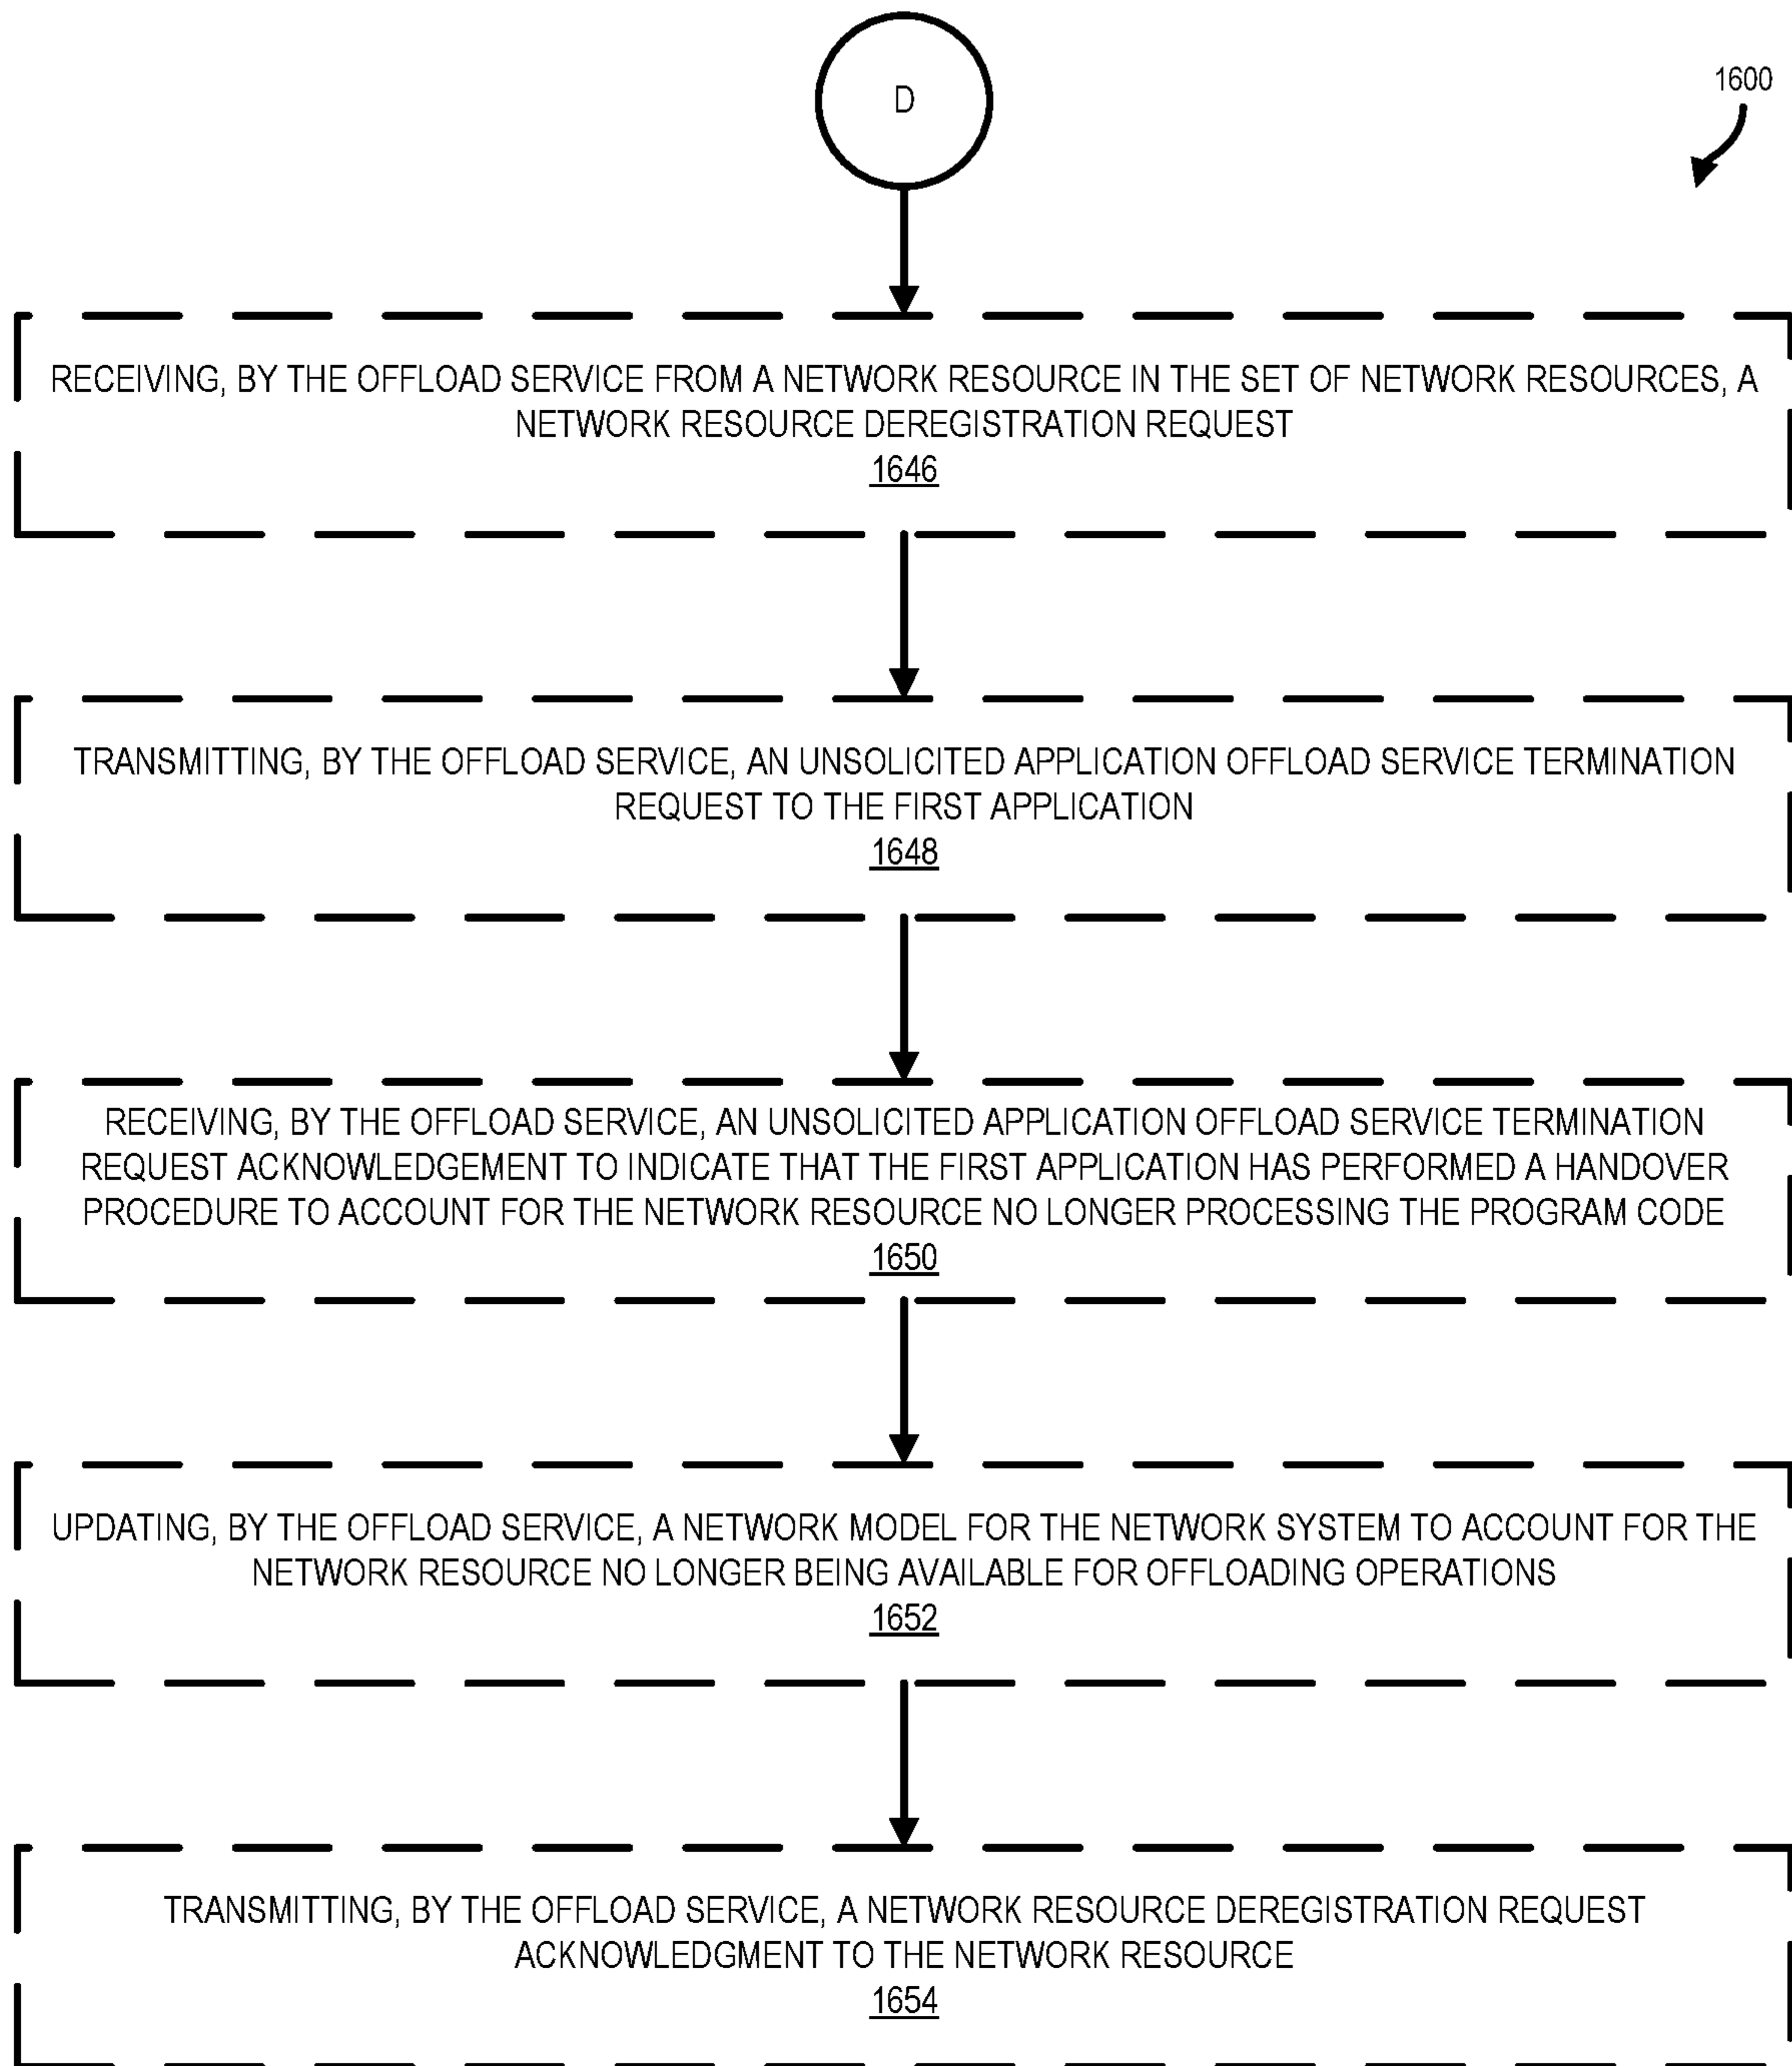 D
1600
RECEIVING, BY THE OFFLOAD SERVICE FROM A NETWORK RESOURCE IN THE SET OF NETWORK RESOURCES, A
NETWORK RESOURCE DEREGISTRATION REQUEST
1646
TRANSMITTING, BY THE OFFLOAD SERVICE, AN UNSOLICITED APPLICATION OFFLOAD SERVICE TERMINATION
REQUEST TO THE FIRST APPLICATION
1648
RECEIVING, BY THE OFFLOAD SERVICE, AN UNSOLICITED APPLICATION OFFLOAD SERVICE TERMINATION
REQUEST ACKNOWLEDGEMENT TO INDICATE THAT THE FIRST APPLICATION HAS PERFORMED A HANDOVER
PROCEDURE TO ACCOUNT FOR THE NETWORK RESOURCE NO LONGER PROCESSING THE PROGRAM CODE
1650
UPDATING, BY THE OFFLOAD SERVICE, A NETWORK MODEL FOR THE NETWORK SYSTEM TO ACCOUNT FOR THE
NETWORK RESOURCE NO LONGER BEING AVAILABLE FOR OFFLOADING OPERATIONS
1652
TRANSMITTING, BY THE OFFLOAD SERVICE, A NETWORK RESOURCE DEREGISTRATION REQUEST
ACKNOWLEDGMENT TO THE NETWORK RESOURCE
1654